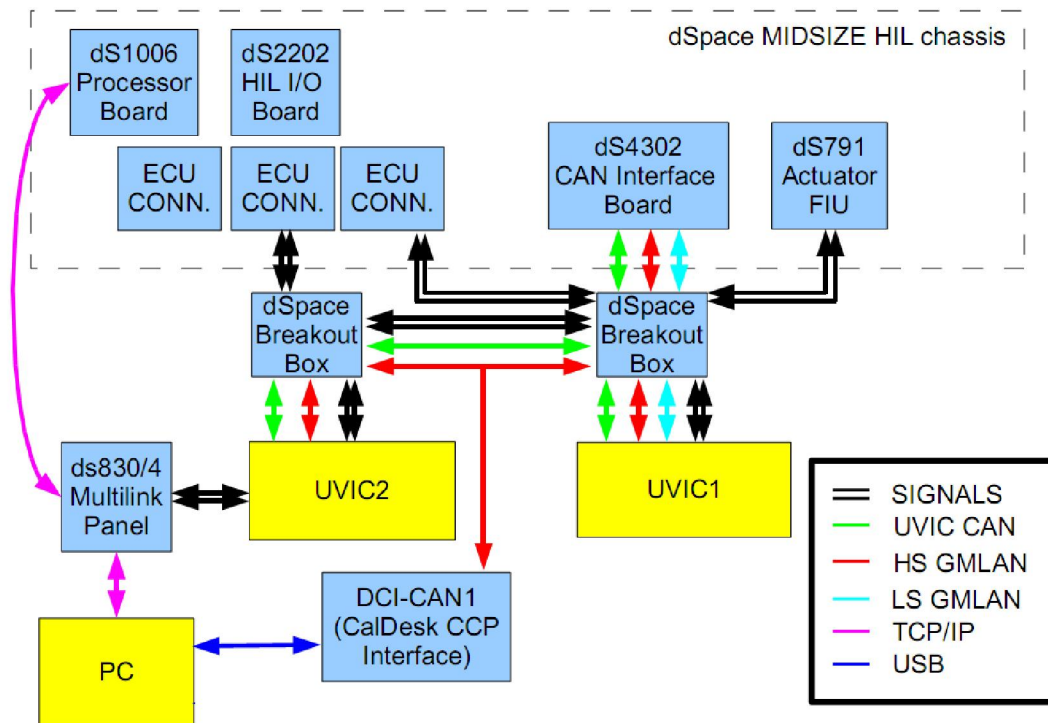 dSpace MIDSIZE HIL chassis
dS1006
Processor
Board
dS2202
HIL I/O
Board
dS4302
CAN Interface
Board
dS791
Actuator
FIU
ECU
CONN.
ECU
CONN.
ECU
CONN.
dSpace
Breakout
Box
dSpace
Breakout
Box
ds830/4
Multilink
Panel
UVIC2
UVIC1
DCI-CAN1
(CalDesk CCP
Interface)
PC
SIGNALS
UVIC CAN
HS GMLAN
LS GMLAN
TCP/IP
USB